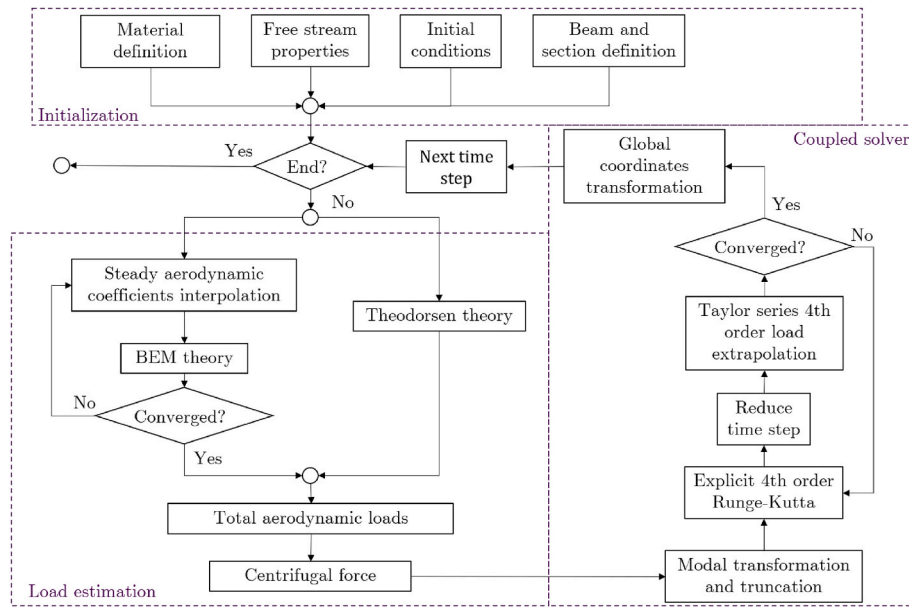 Material
definition
Free stream
properties
Initial
conditions
Beam and
section definition
Initialization
Coupled solver
Yes
End?
Next time
step
Global
coordinates
transformation
No
Yes
No
Converged?
Steady aerodynamic
coefficients interpolation
Theodorsen theory
Taylor series 4th
order load
extrapolation
BEM theory
No
Converged?
Reduce
time step
Yes
Explicit 4th order
Runge-Kutta
Total aerodynamic loads
Centrifugal force
Modal transformation
and truncation
Load estimation